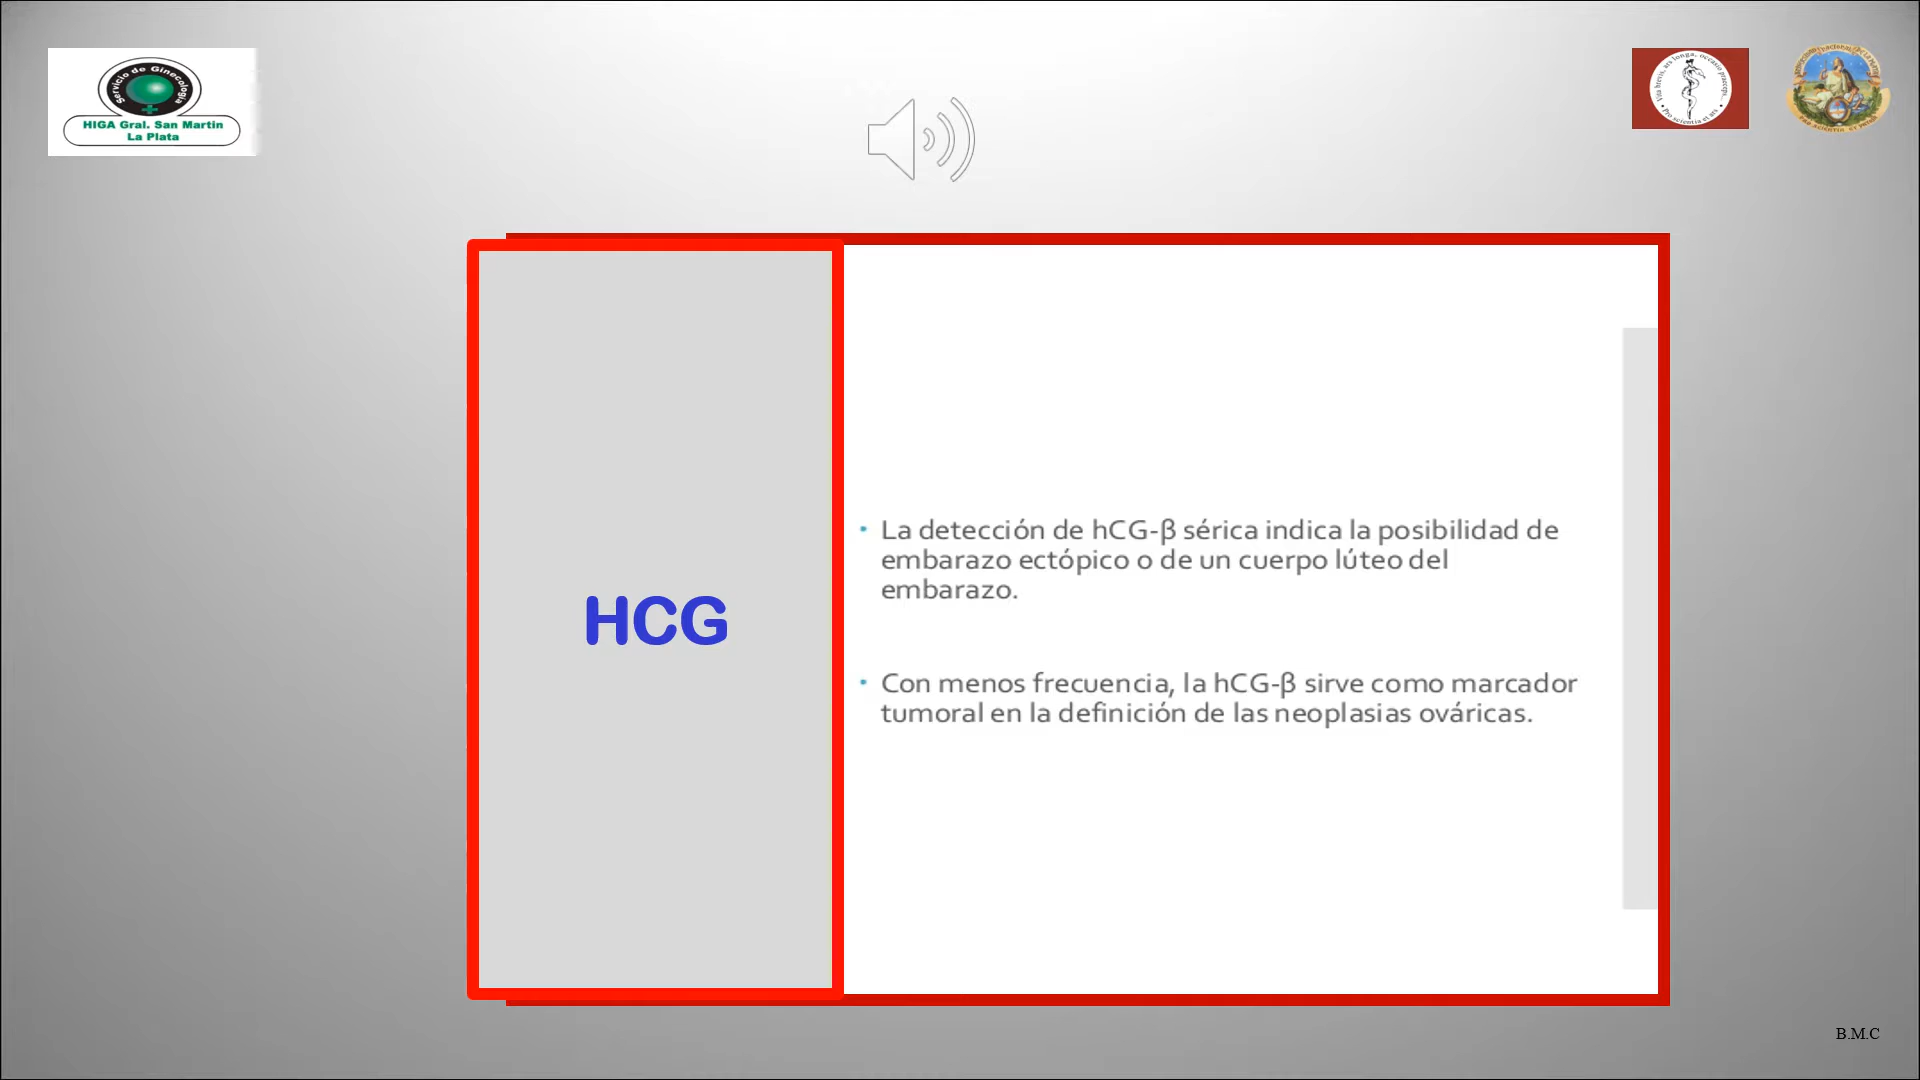 Servicio de Ginecología
HIGA Gral. San Martin
La Plata
HCG
• La detección de hCG-β sérica indica la posibilidad de
embarazo ectópico o de un cuerpo lúteo del
embarazo.
• Con menos frecuencia, la hCG-β sirve como marcador
tumoral en la definición de las neoplasias ováricas.
B.M.C